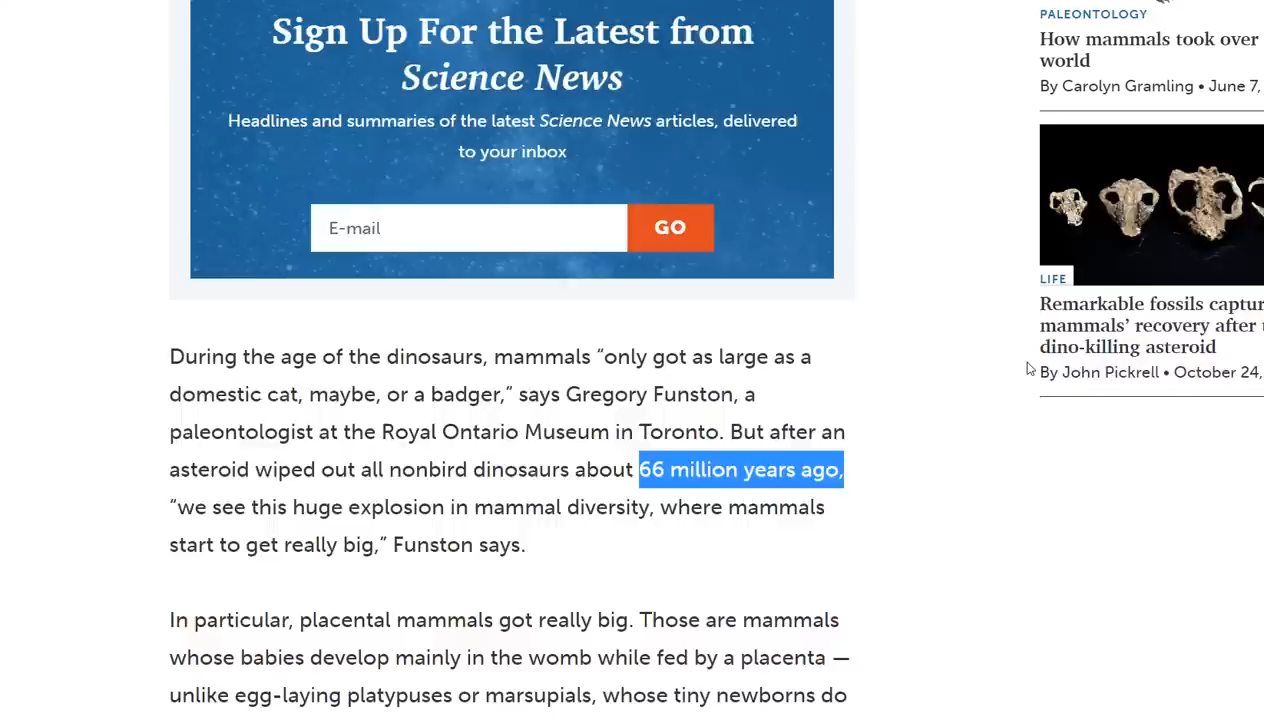 Sign Up For the Latest from
Science News
Headlines and summaries of the latest Science News articles, delivered
to your inbox
E-mail
GO
During the age of the dinosaurs, mammals “only got as large as a
domestic cat, maybe, or a badger,” says Gregory Funston, a
paleontologist at the Royal Ontario Museum in Toronto. But after an
asteroid wiped out all nonbird dinosaurs about 66 million years ago,
“we see this huge explosion in mammal diversity, where mammals
start to get really big,” Funston says.
In particular, placental mammals got really big. Those are mammals
whose babies develop mainly in the womb while fed by a placenta —
unlike egg-laying platypuses or marsupials, whose tiny newborns do
PALEONTOLOGY
How mammals took over
world
By Carolyn Gramling • June 7,
LIFE
Remarkable fossils captur
mammals’ recovery after
dino-killing asteroid
By John Pickrell • October 24,